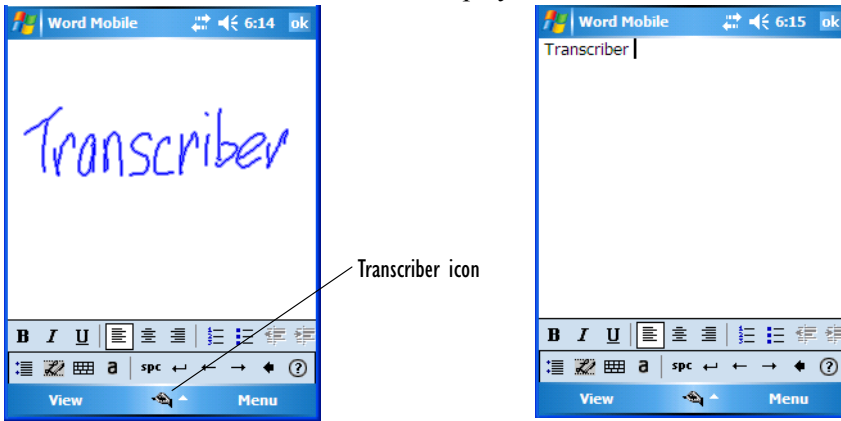 Word Mobile 6:14 ok
Transcriber
Transcriber icon
B I U
a spc ?
View Menu
Word Mobile 6:15 ok
Transcriber
B I U
a spc ?
View Menu